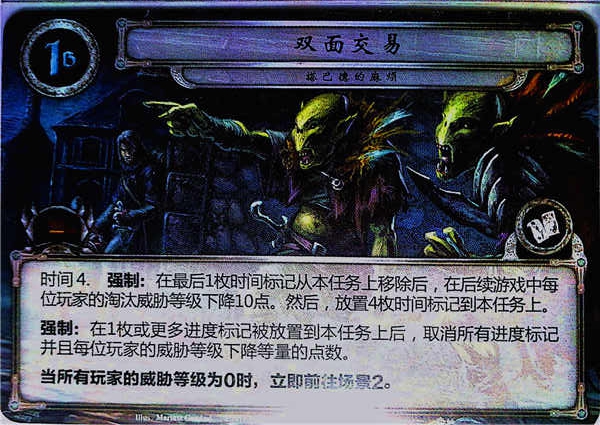 1B
双面交易
塔巴德的麻烦
时间4. 强制：在最后1枚时间标记从本任务上移除后，在后续游戏中每
位玩家的淘汰威胁等级下降10点。然后，放置4枚时间标记到本任务上。
强制：在1枚或更多进度标记被放置到本任务上后，取消所有进度标记
并且每位玩家的威胁等级下降等量的点数。
当所有玩家的威胁等级为0时，立即前往场景2。
Illus.